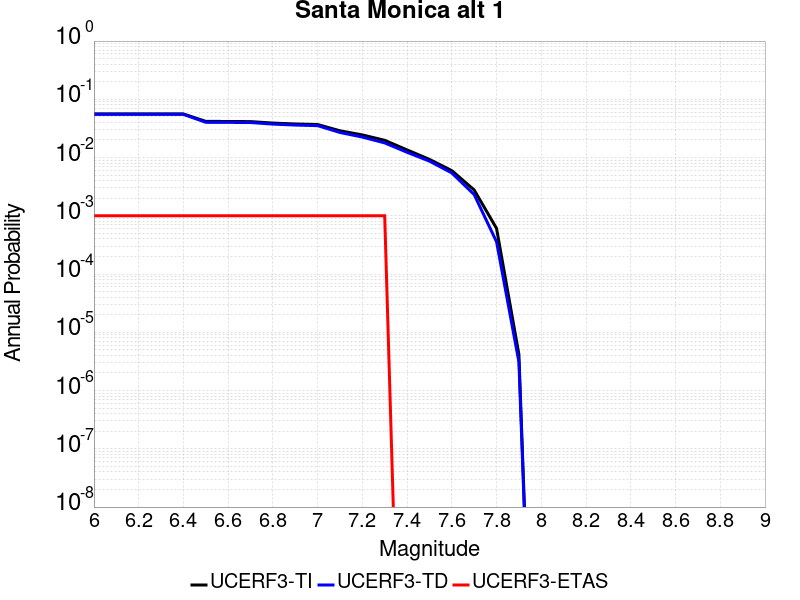 Santa Monica alt 1
10^0
10^-1
10^-2
10^-3
10^-4
10^-5
10^-6
10^-7
10^-8
Annual Probability
6 6.2 6.4 6.6 6.8 7 7.2 7.4 7.6 7.8 8 8.2 8.4 8.6 8.8 9
Magnitude
UCERF3-TI UCERF3-TD UCERF3-ETAS